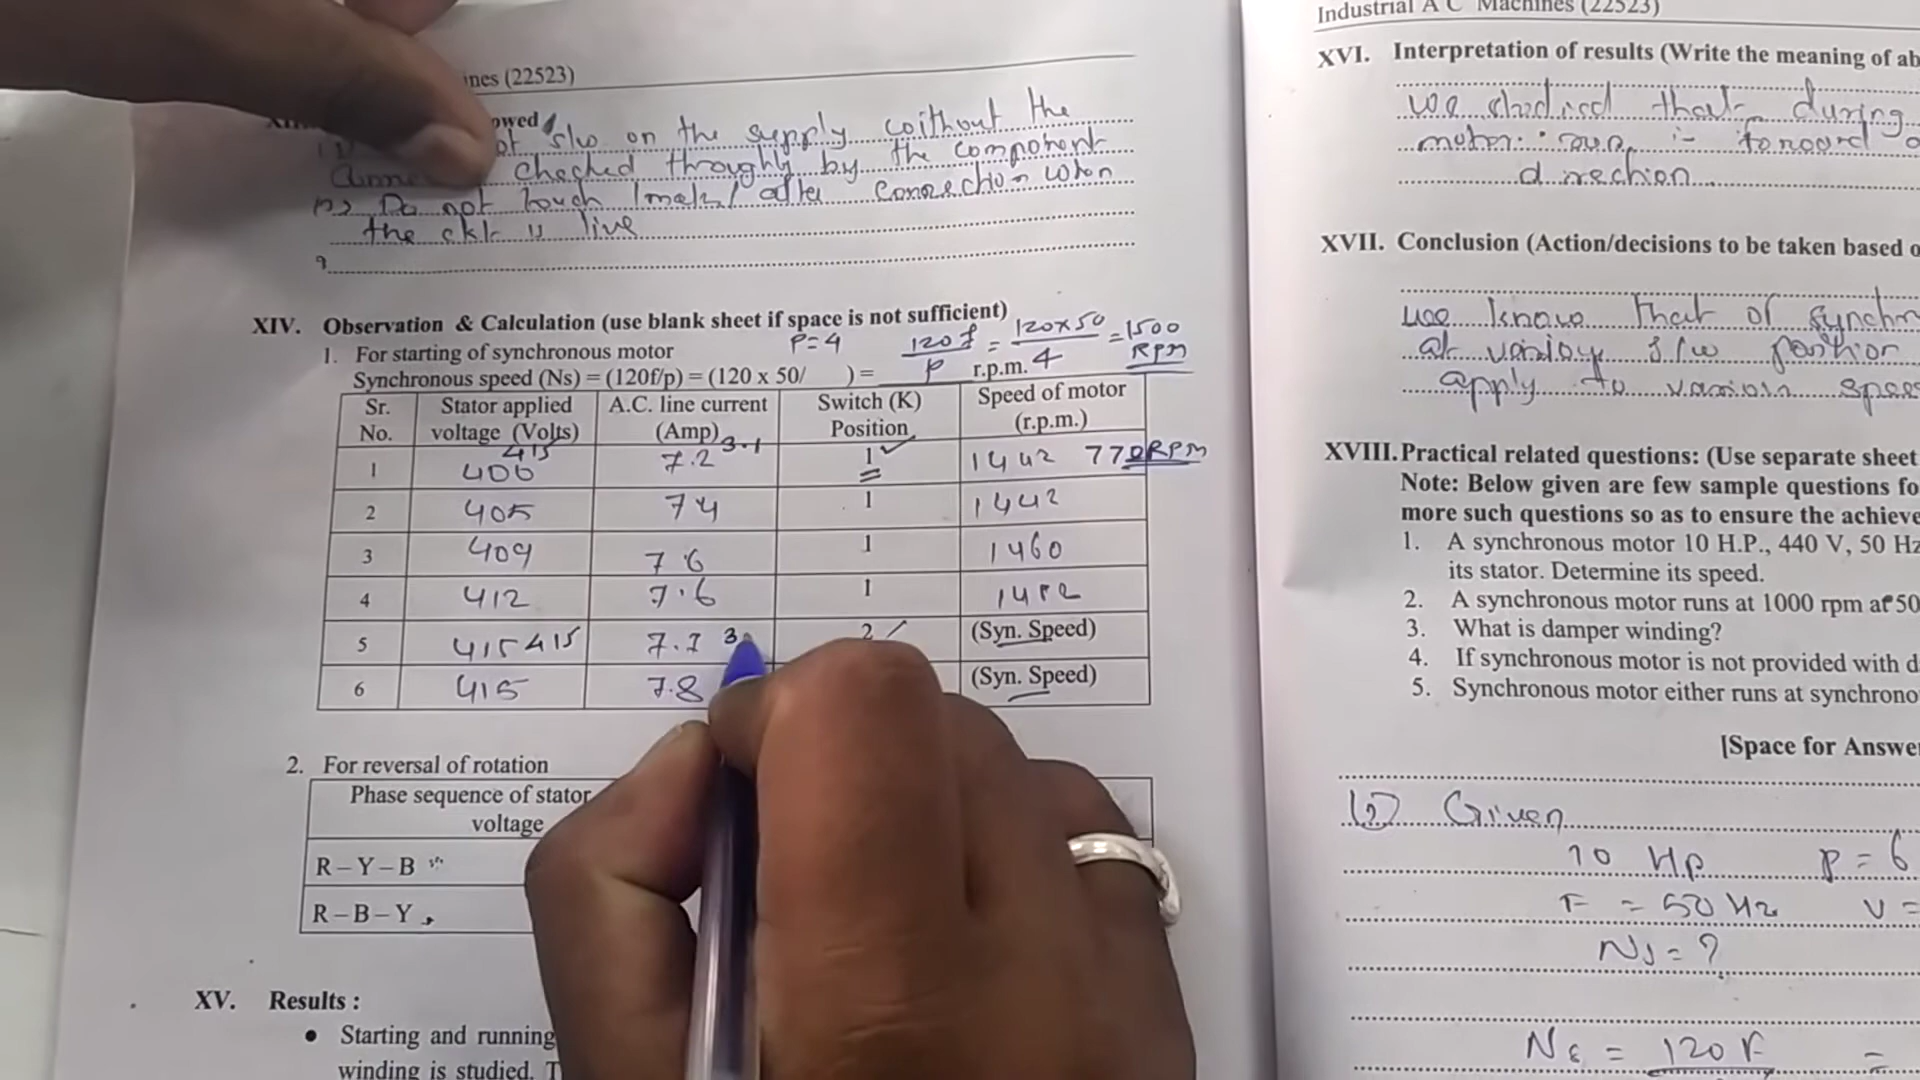 ines (22523)
owed
ot s/w on the supply without the
checked throughly by the component
Do not touch after connection when
the ckt is live
XIV. Observation & Calculation (use blank sheet if space is not sufficient)
1. For starting of synchronous motor P=4 120f/P = 120x50/4 =1500 RPM
Synchronous speed (Ns) = (120f/p) = (120 x 50/ ) = r.p.m.
Sr. No. Stator applied voltage (Volts) A.C. line current (Amp) Switch (K) Position Speed of motor (r.p.m.)
1 406 415 7.2 3.1 1 1442 770RPM
2 405 74 1 1442
3 409 7.6 1 1460
4 412 7.6 1
5 415 415 7.7 3 2 (Syn. Speed)
6 415 7.8 (Syn. Speed)
2. For reversal of rotation
Phase sequence of stator
voltage
R – Y – B
R – B – Y
XV. Results :
• Starting and running
winding is studied. T
Industrial A C Machines (22523)
XVI. Interpretation of results (Write the meaning of ab
we studied that during
motor run in forward
direction
XVII. Conclusion (Action/decisions to be taken based o
we know that of synchr
at s/w position
apply to
XVIII. Practical related questions: (Use separate sheet
Note: Below given are few sample questions fo
more such questions so as to ensure the achieve
1. A synchronous motor 10 H.P., 440 V, 50 Hz
its stator. Determine its speed.
2. A synchronous motor runs at 1000 rpm at 50
3. What is damper winding?
4. If synchronous motor is not provided with d
5. Synchronous motor either runs at synchrono
[Space for Answe
Given
10 Hp P = 6
F = 50 Hz V =
Ns = ?
Ns = 120 F =